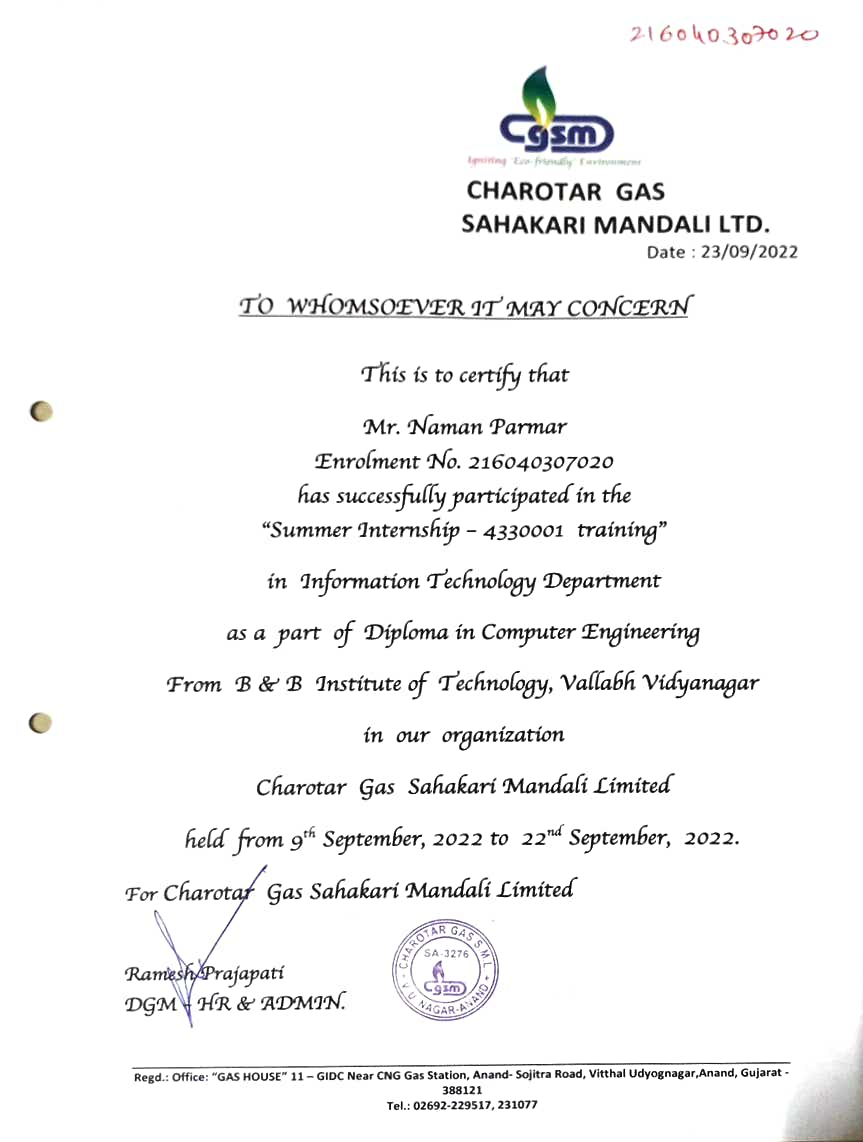 216040307020
Cgsm
Igniting 'Eco-friendly' Environment
CHAROTAR GAS
SAHAKARI MANDALI LTD.
Date : 23/09/2022
TO WHOMSOEVER IT MAY CONCERN
This is to certify that
Mr. Naman Parmar
Enrolment No. 216040307020
has successfully participated in the
“Summer Internship – 4330001 training”
in Information Technology Department
as a part of Diploma in Computer Engineering
From B & B Institute of Technology, Vallabh Vidyanagar
in our organization
Charotar Gas Sahakari Mandali Limited
held from 9th September, 2022 to 22nd September, 2022.
For Charotar Gas Sahakari Mandali Limited
CHAROTAR GAS S M L
SA-3276
Cgsm
V U NAGAR-ANAND
Ramesh Prajapati
DGM – HR & ADMIN.
Regd.: Office: “GAS HOUSE” 11 – GIDC Near CNG Gas Station, Anand- Sojitra Road, Vitthal Udyognagar,Anand, Gujarat -
388121
Tel.: 02692-229517, 231077